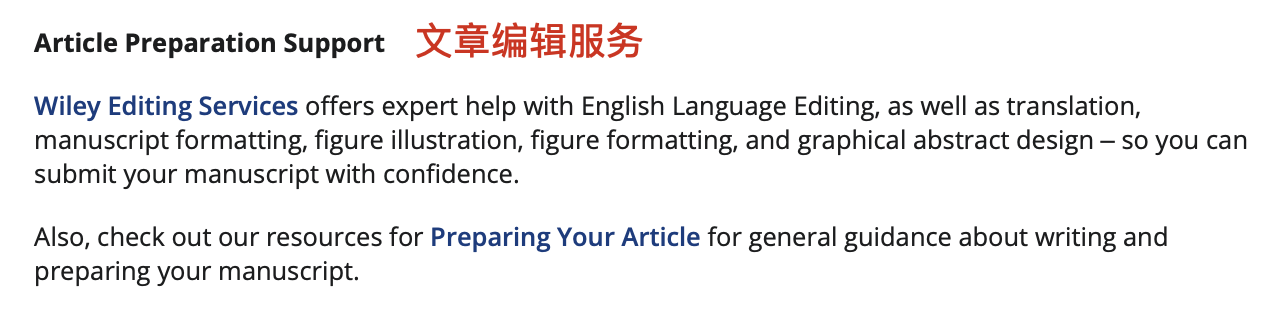 Article Preparation Support 文章编辑服务
Wiley Editing Services offers expert help with English Language Editing, as well as translation,
manuscript formatting, figure illustration, figure formatting, and graphical abstract design – so you can
submit your manuscript with confidence.
Also, check out our resources for Preparing Your Article for general guidance about writing and
preparing your manuscript.